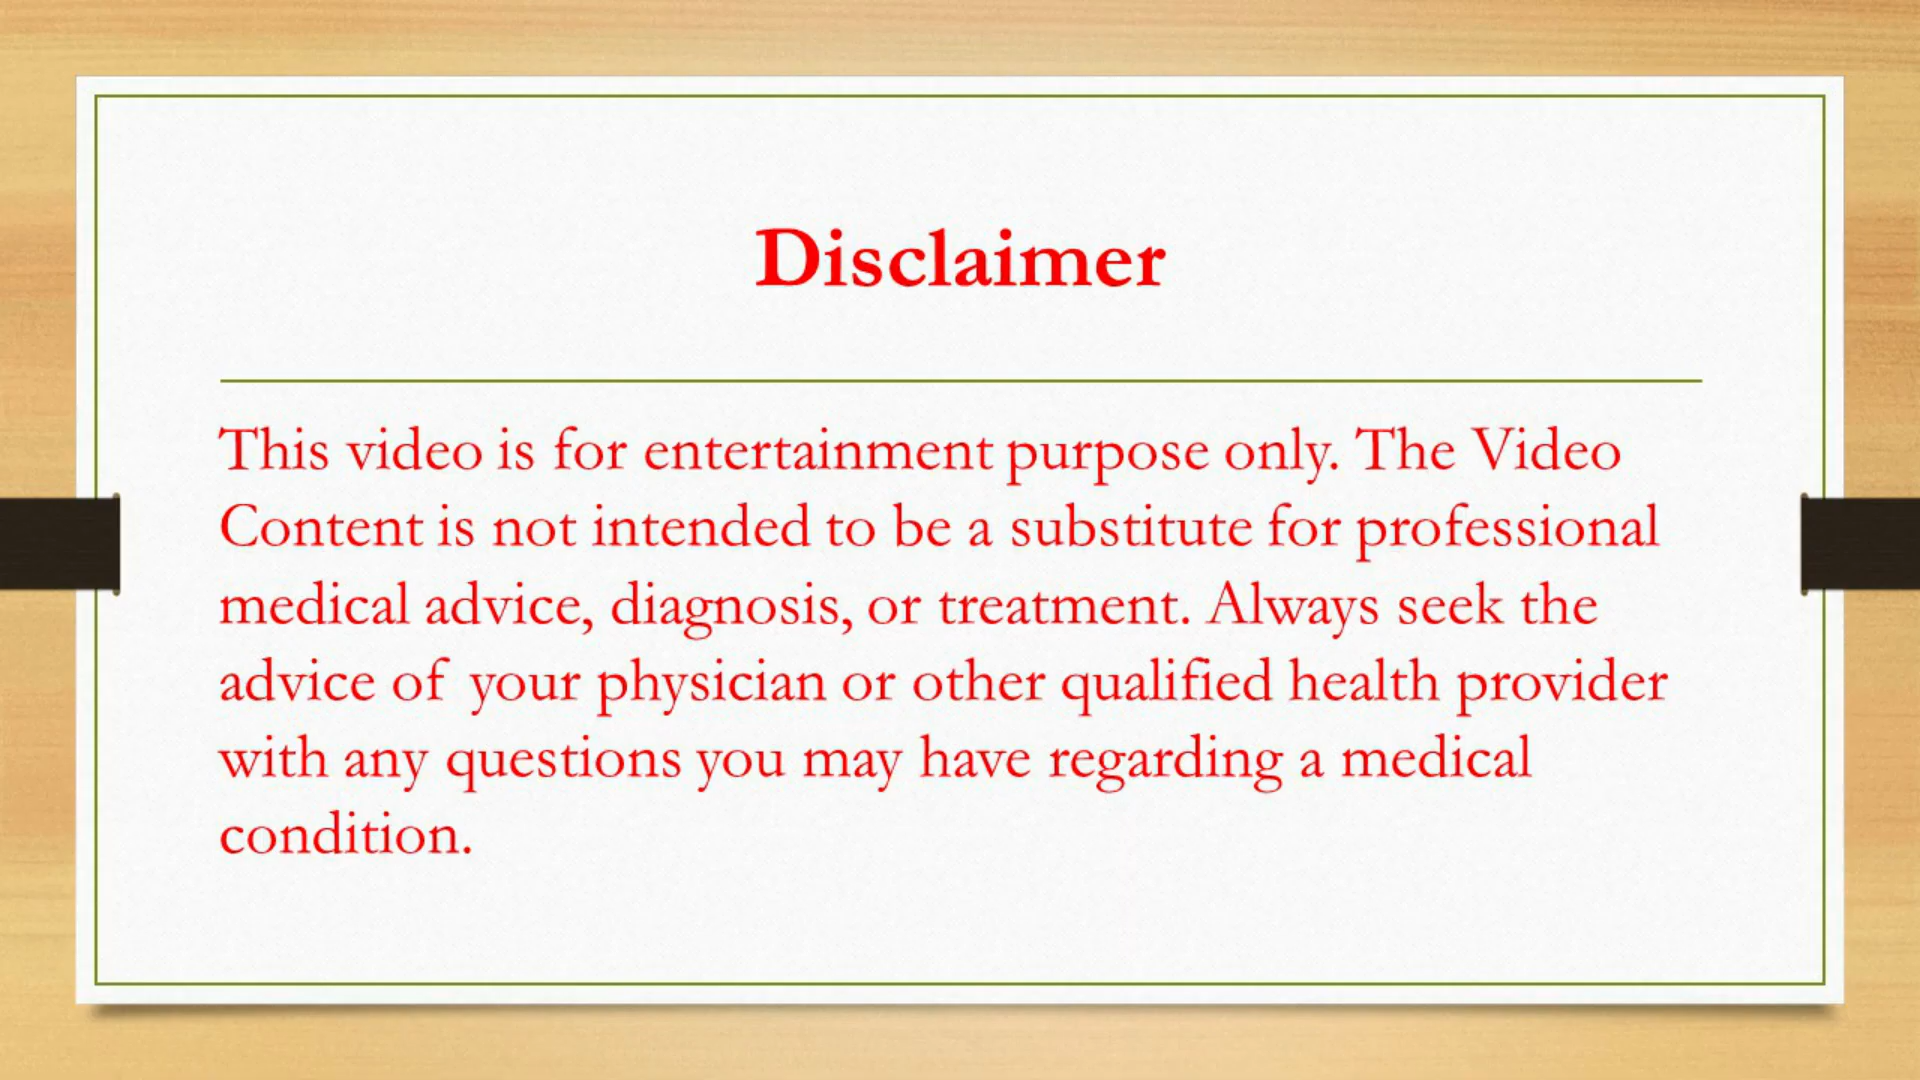 Disclaimer
This video is for entertainment purpose only. The Video
Content is not intended to be a substitute for professional
medical advice, diagnosis, or treatment. Always seek the
advice of your physician or other qualified health provider
with any questions you may have regarding a medical
condition.